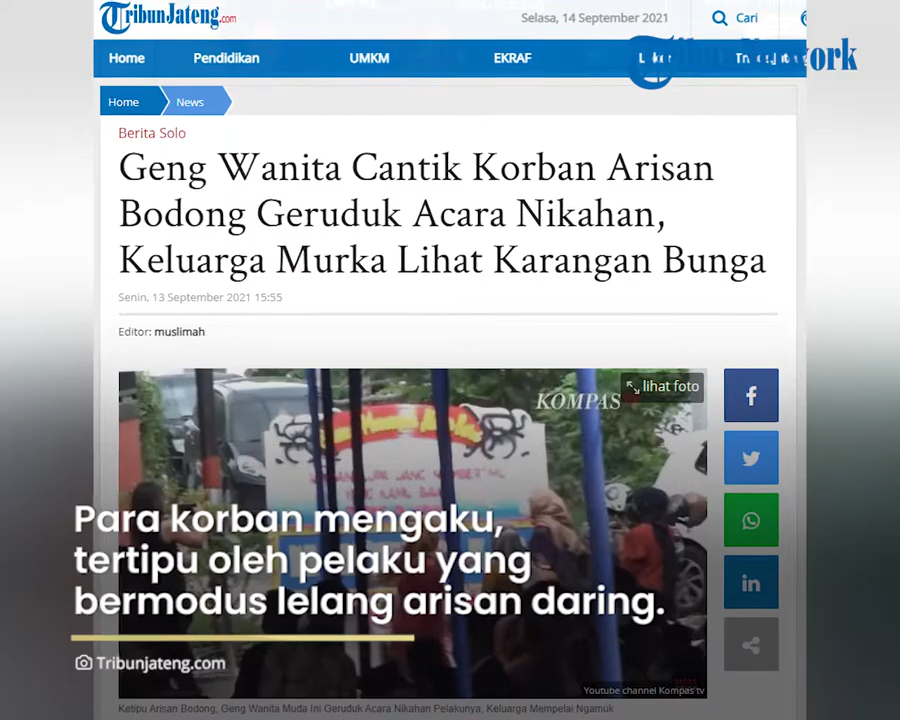 TribunJateng.com
Selasa, 14 September 2021
Cari
Home
Pendidikan
UMKM
EKRAF
Tribun Network
Home
News
Berita Solo
Geng Wanita Cantik Korban Arisan
Bodong Geruduk Acara Nikahan,
Keluarga Murka Lihat Karangan Bunga
Senin, 13 September 2021 15:55
Editor: muslimah
lihat foto
KOMPAS
Para korban mengaku,
tertipu oleh pelaku yang
bermodus lelang arisan daring.
Tribunjateng.com
Youtube channel Kompas tv
Ketipu Arisan Bodong, Geng Wanita Muda Ini Geruduk Acara Nikahan Pelakunya, Keluarga Mempelai Ngamuk